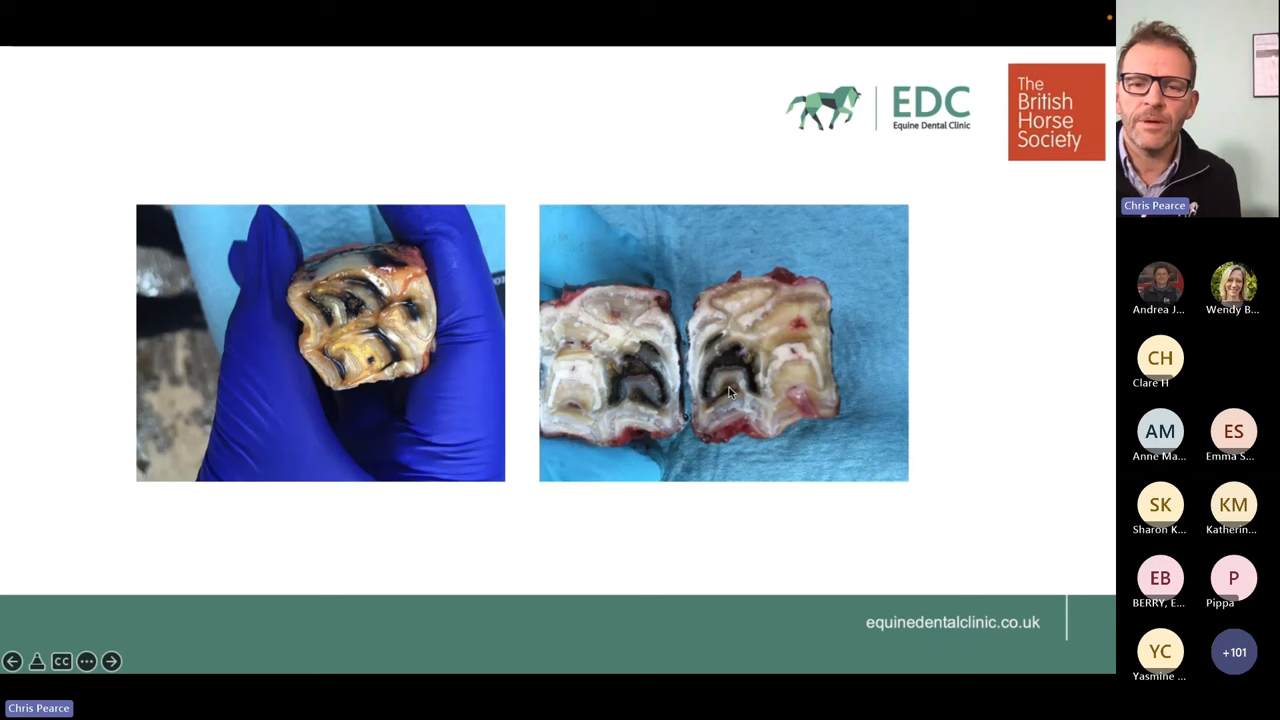 EDC
Equine Dental Clinic
The
British
Horse
Society
Chris Pearce
Andrea J...
Wendy B...
CH
Clare H
AM
Anne Ma...
ES
Emma S...
SK
Sharon K...
KM
Katherin...
EB
BERRY, E...
P
Pippa
YC
Yasmine ...
+101
equinedentalclinic.co.uk
CC
Chris Pearce